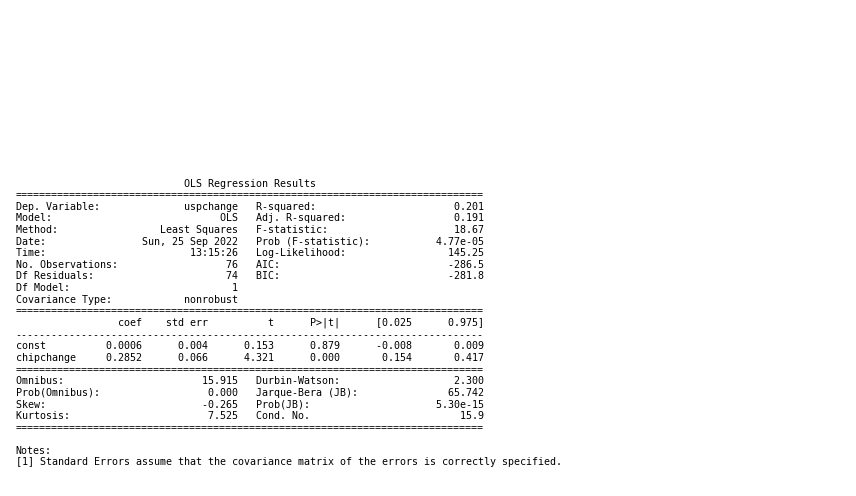 OLS Regression Results
==============================================================================
Dep. Variable:              uspchange   R-squared:                       0.201
Model:                            OLS   Adj. R-squared:                  0.191
Method:                 Least Squares   F-statistic:                     18.67
Date:                Sun, 25 Sep 2022   Prob (F-statistic):           4.77e-05
Time:                        13:15:26   Log-Likelihood:                 145.25
No. Observations:                  76   AIC:                            -286.5
Df Residuals:                      74   BIC:                            -281.8
Df Model:                           1
Covariance Type:            nonrobust
==============================================================================
                 coef    std err          t      P>|t|      [0.025      0.975]
------------------------------------------------------------------------------
const          0.0006      0.004      0.153      0.879      -0.008       0.009
chipchange     0.2852      0.066      4.321      0.000       0.154       0.417
==============================================================================
Omnibus:                       15.915   Durbin-Watson:                   2.300
Prob(Omnibus):                  0.000   Jarque-Bera (JB):               65.742
Skew:                          -0.265   Prob(JB):                     5.30e-15
Kurtosis:                       7.525   Cond. No.                         15.9
==============================================================================

Notes:
[1] Standard Errors assume that the covariance matrix of the errors is correctly specified.